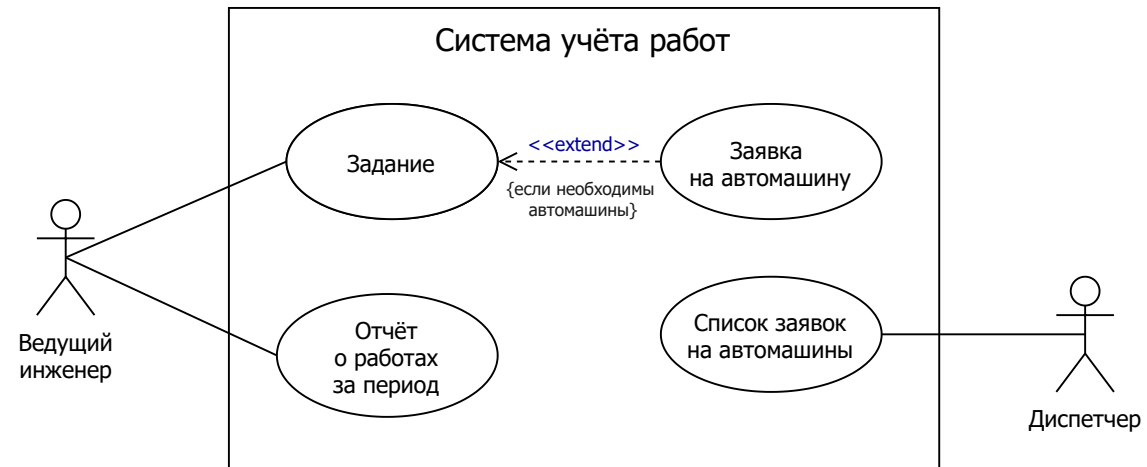 Система учёта работ
Задание
<<extend>>
{если необходимы
автомашины}
Заявка
на автомашину
Ведущий
инженер
Отчёт
о работах
за период
Список заявок
на автомашины
Диспетчер